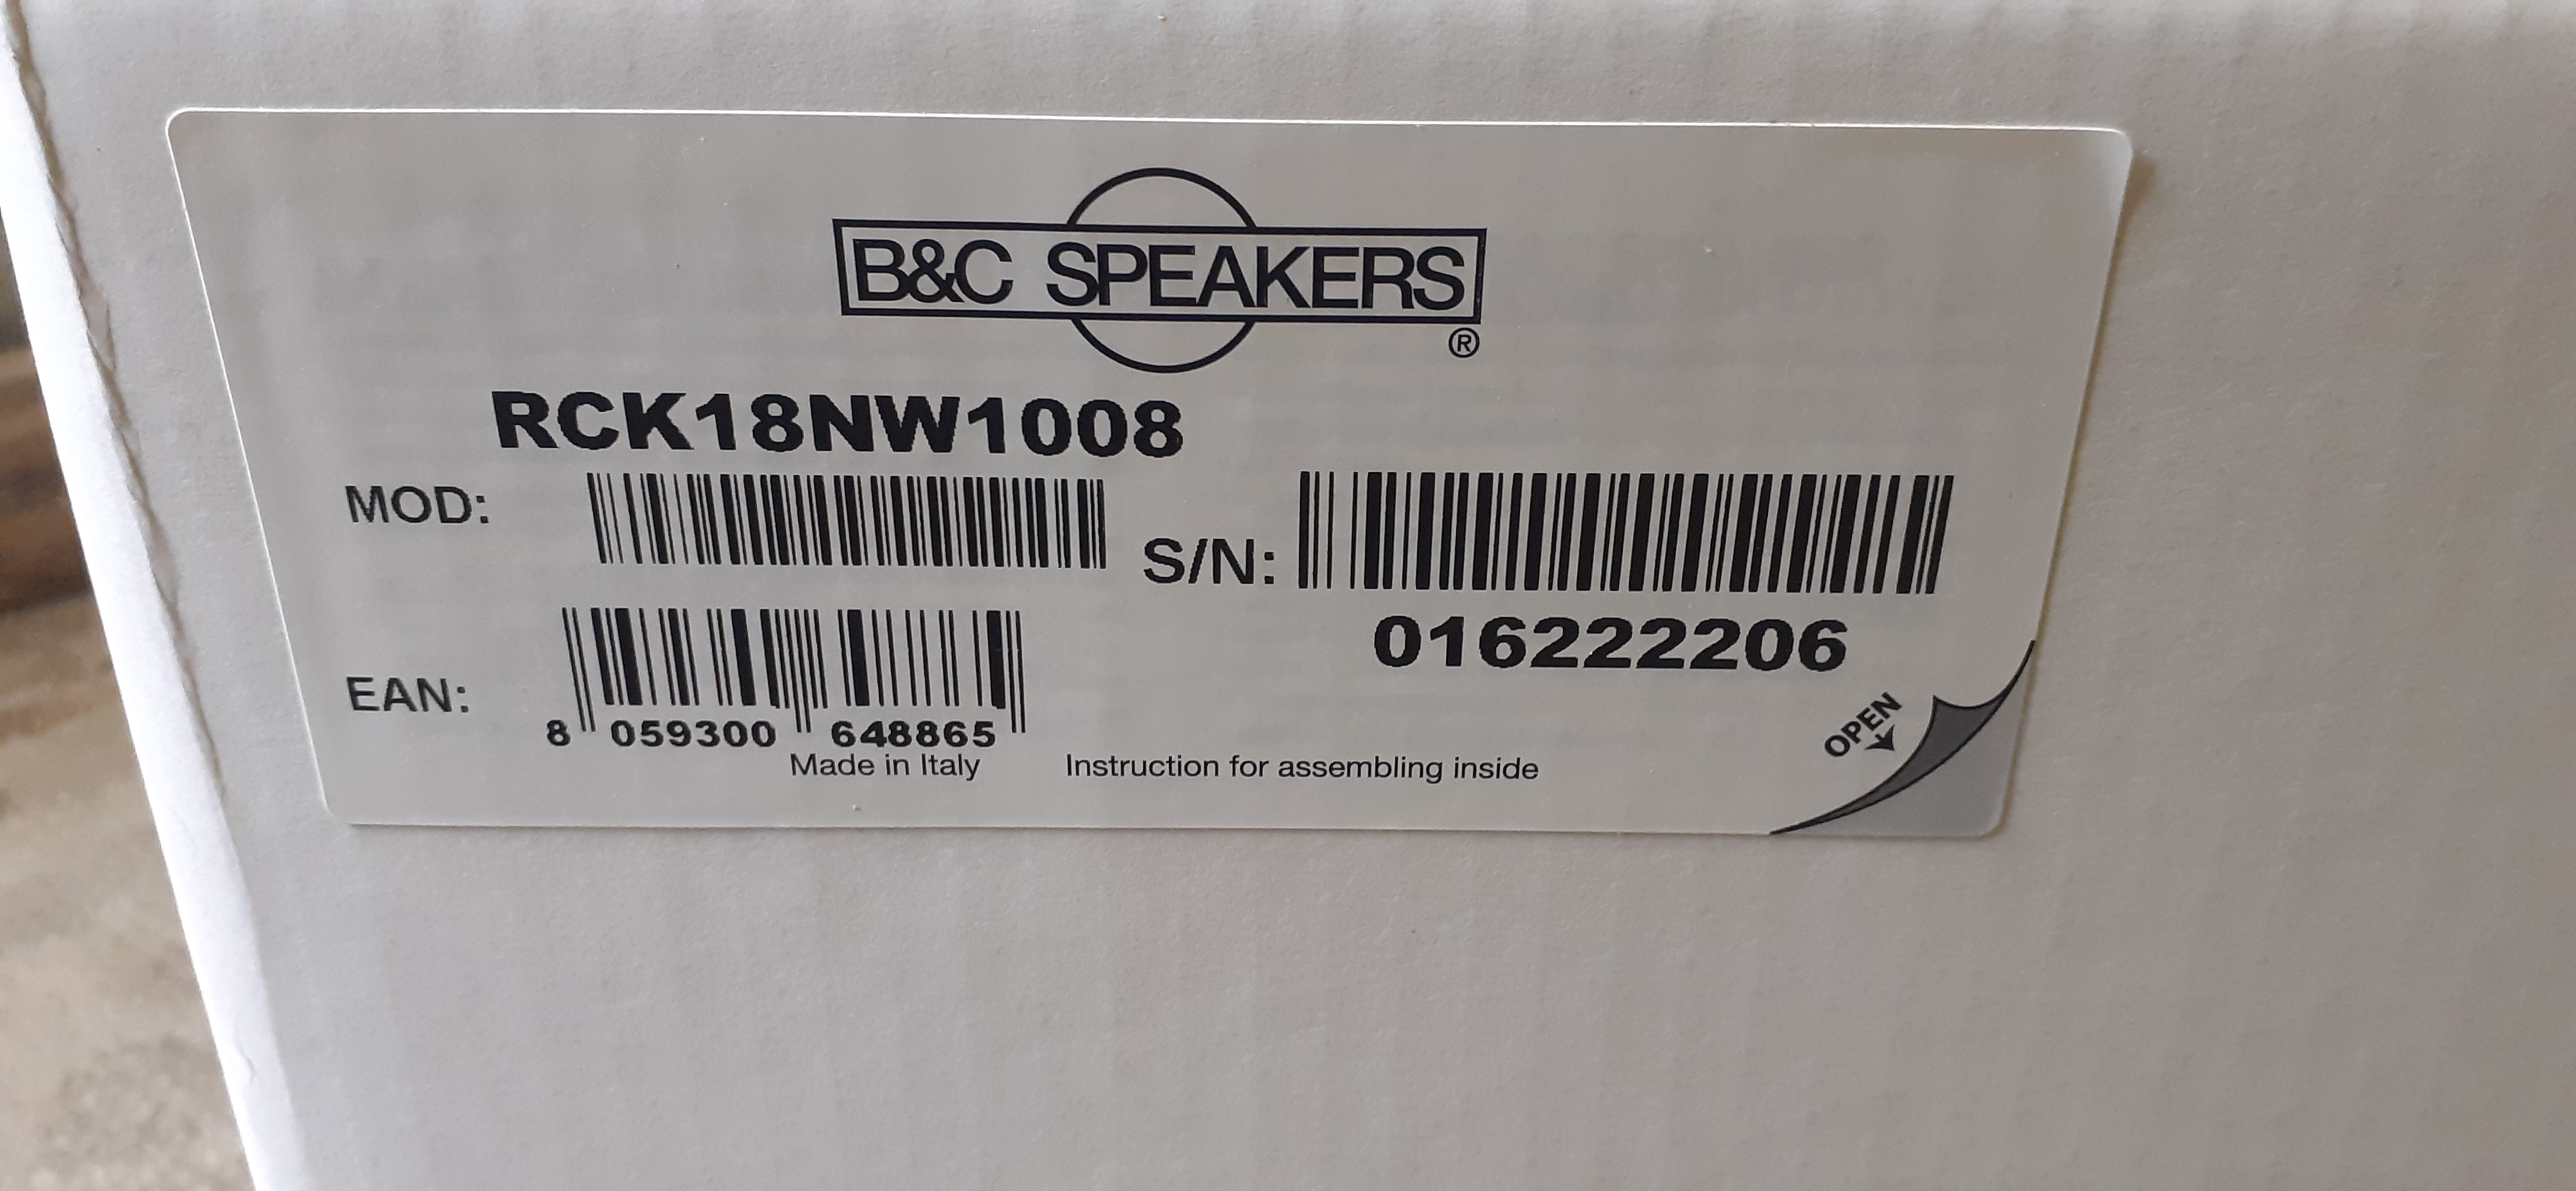 B&C SPEAKERS
®
RCK18NW1008
MOD:
S/N:
016222206
EAN:
8 059300 648865
Made in Italy
Instruction for assembling inside
OPEN